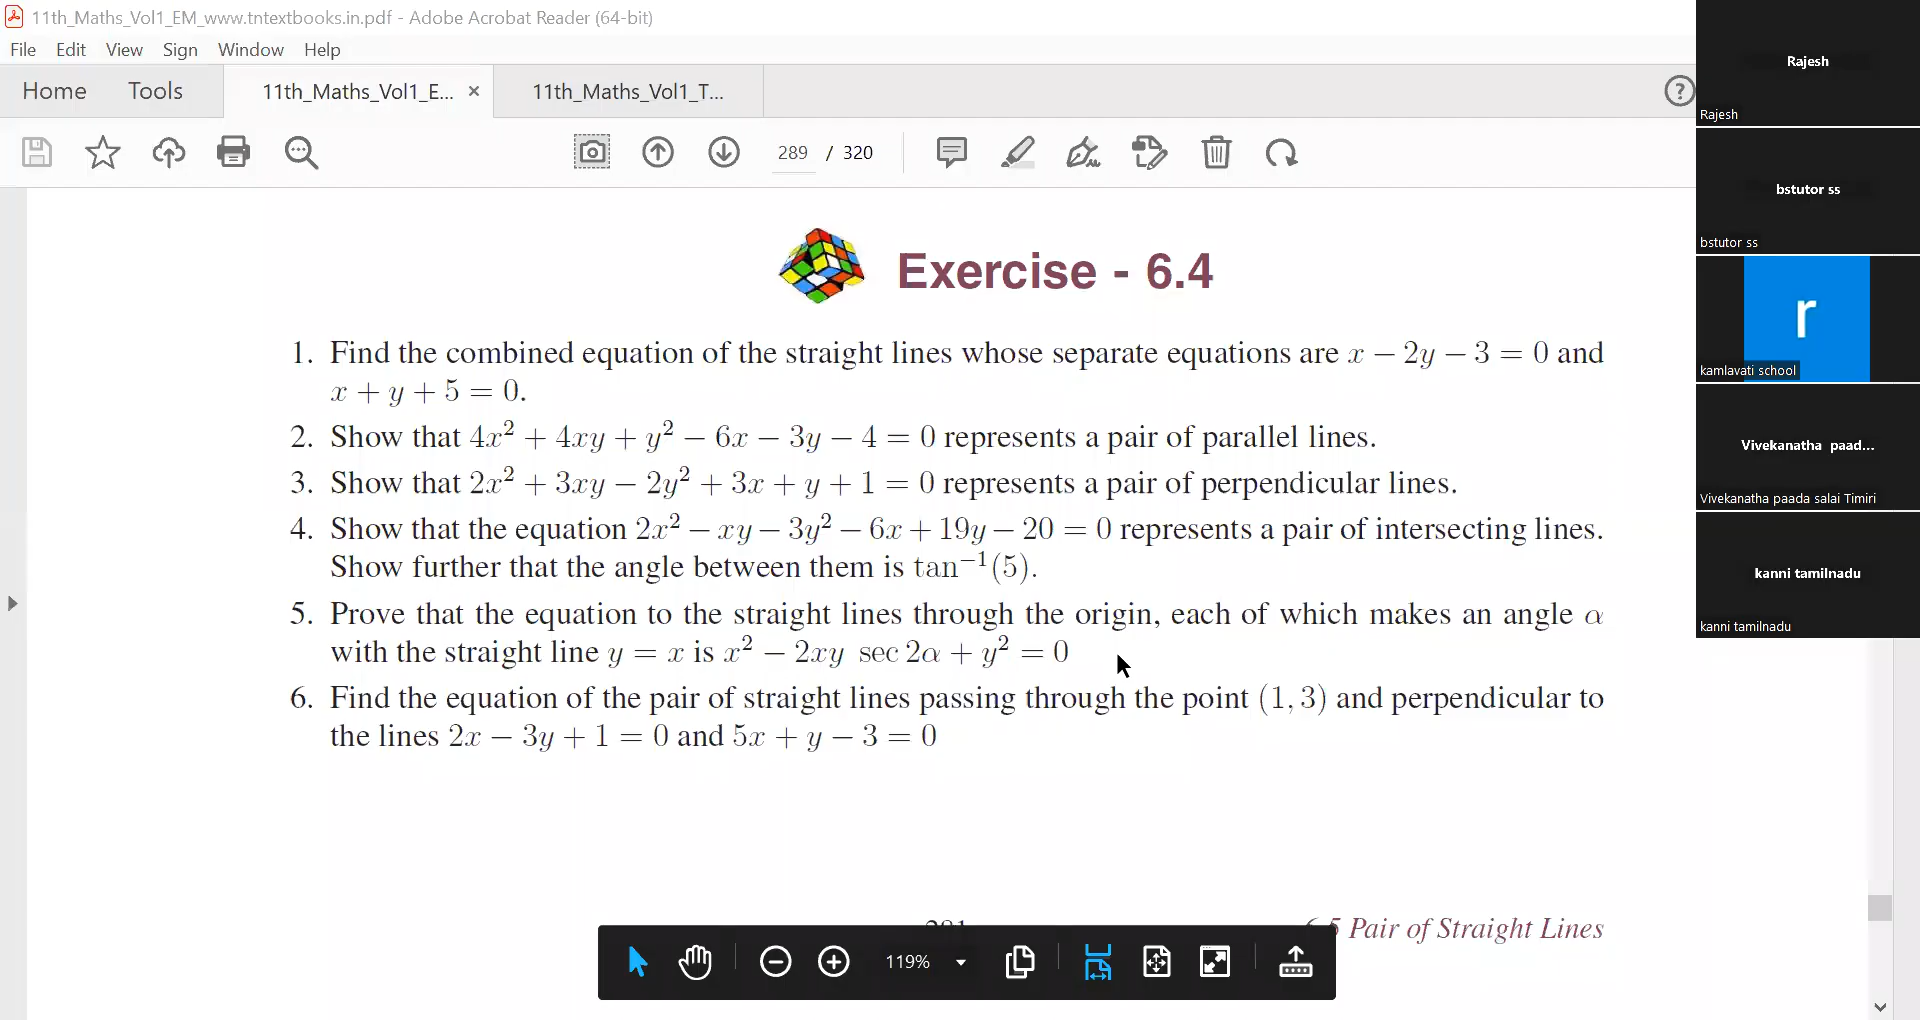 11th_Maths_Vol1_EM_www.tntextbooks.in.pdf - Adobe Acrobat Reader (64-bit)
File Edit View Sign Window Help
Home Tools 11th_Maths_Vol1_E... × 11th_Maths_Vol1_T... ?
289 / 320
Exercise - 6.4
1. Find the combined equation of the straight lines whose separate equations are x − 2y − 3 = 0 and
x + y + 5 = 0.
2. Show that 4x² + 4xy + y² − 6x − 3y − 4 = 0 represents a pair of parallel lines.
3. Show that 2x² + 3xy − 2y² + 3x + y + 1 = 0 represents a pair of perpendicular lines.
4. Show that the equation 2x² − xy − 3y² − 6x + 19y − 20 = 0 represents a pair of intersecting lines.
Show further that the angle between them is tan⁻¹(5).
5. Prove that the equation to the straight lines through the origin, each of which makes an angle α
with the straight line y = x is x² − 2xy sec 2α + y² = 0
6. Find the equation of the pair of straight lines passing through the point (1, 3) and perpendicular to
the lines 2x − 3y + 1 = 0 and 5x + y − 3 = 0
Pair of Straight Lines
119%
Rajesh
Rajesh
bstutor ss
bstutor ss
r
kamlavati school
Vivekanatha paad...
Vivekanatha paada salai Timiri
kanni tamilnadu
kanni tamilnadu